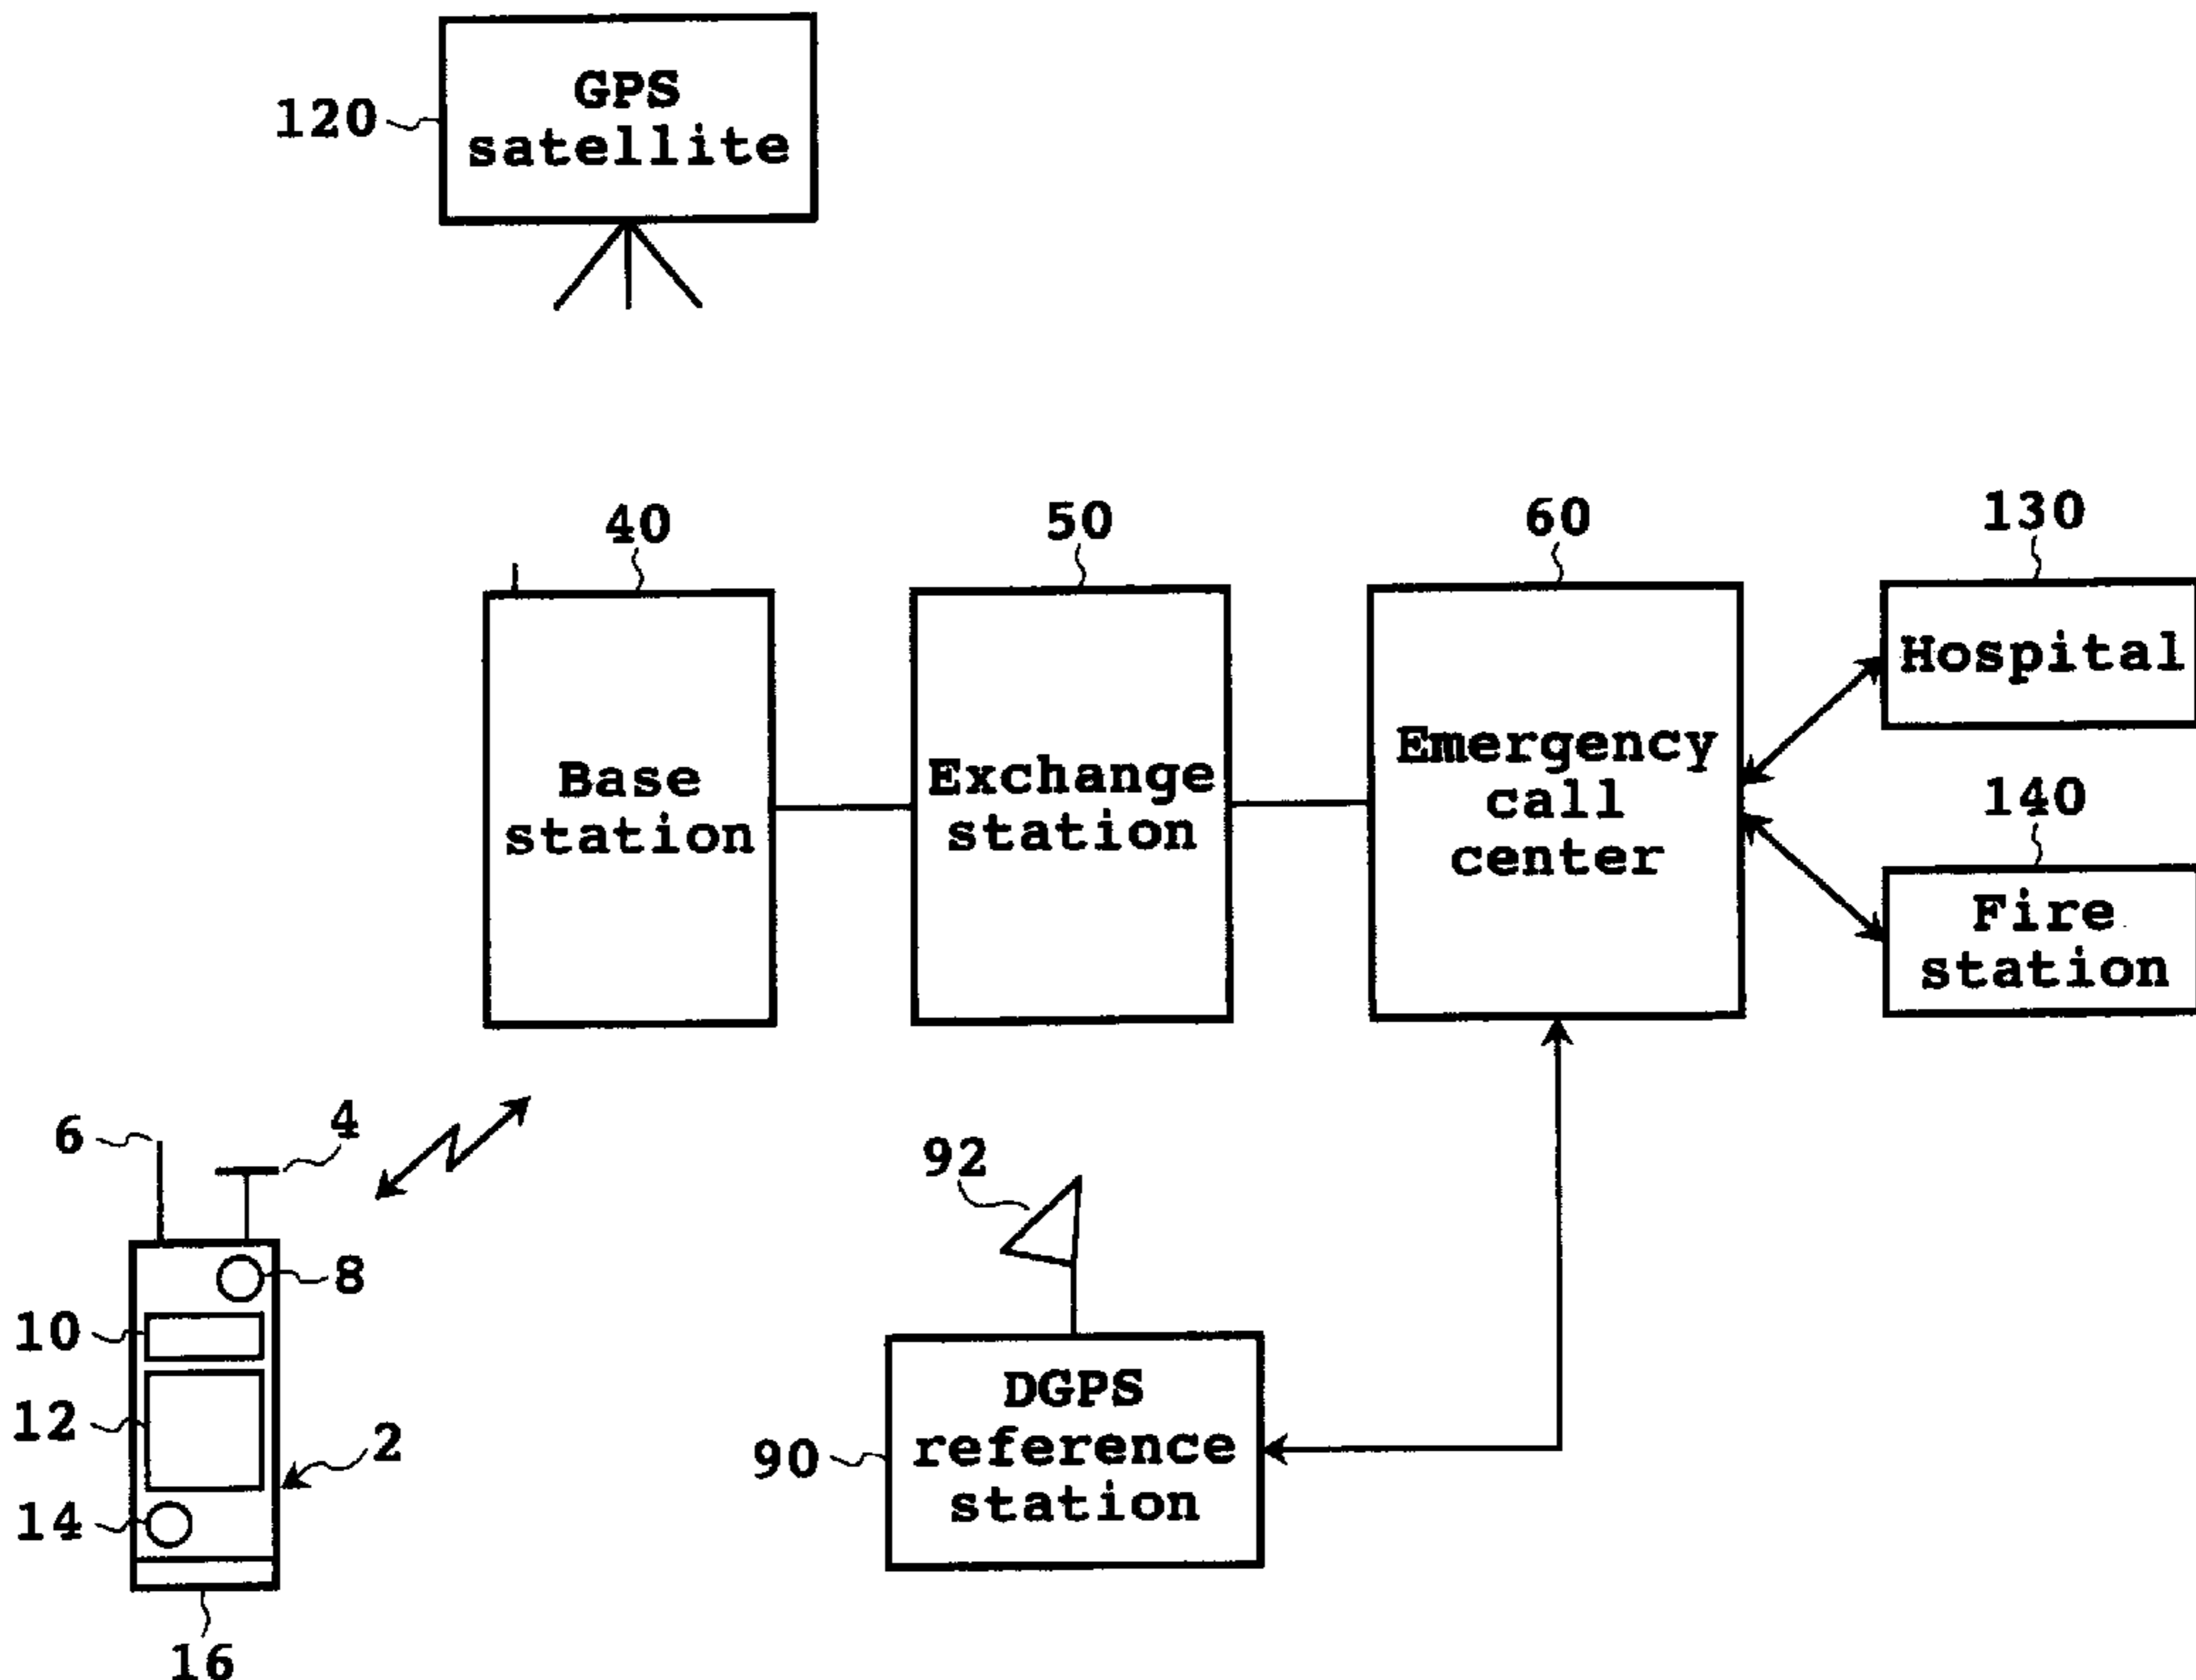 GPS
satellite
120
40
50
60
130
Hospital
Base
station
Exchange
station
Emergency
call
center
140
Fire
station
6
4
92
8
10
12
2
14
16
DGPS
reference
station
90